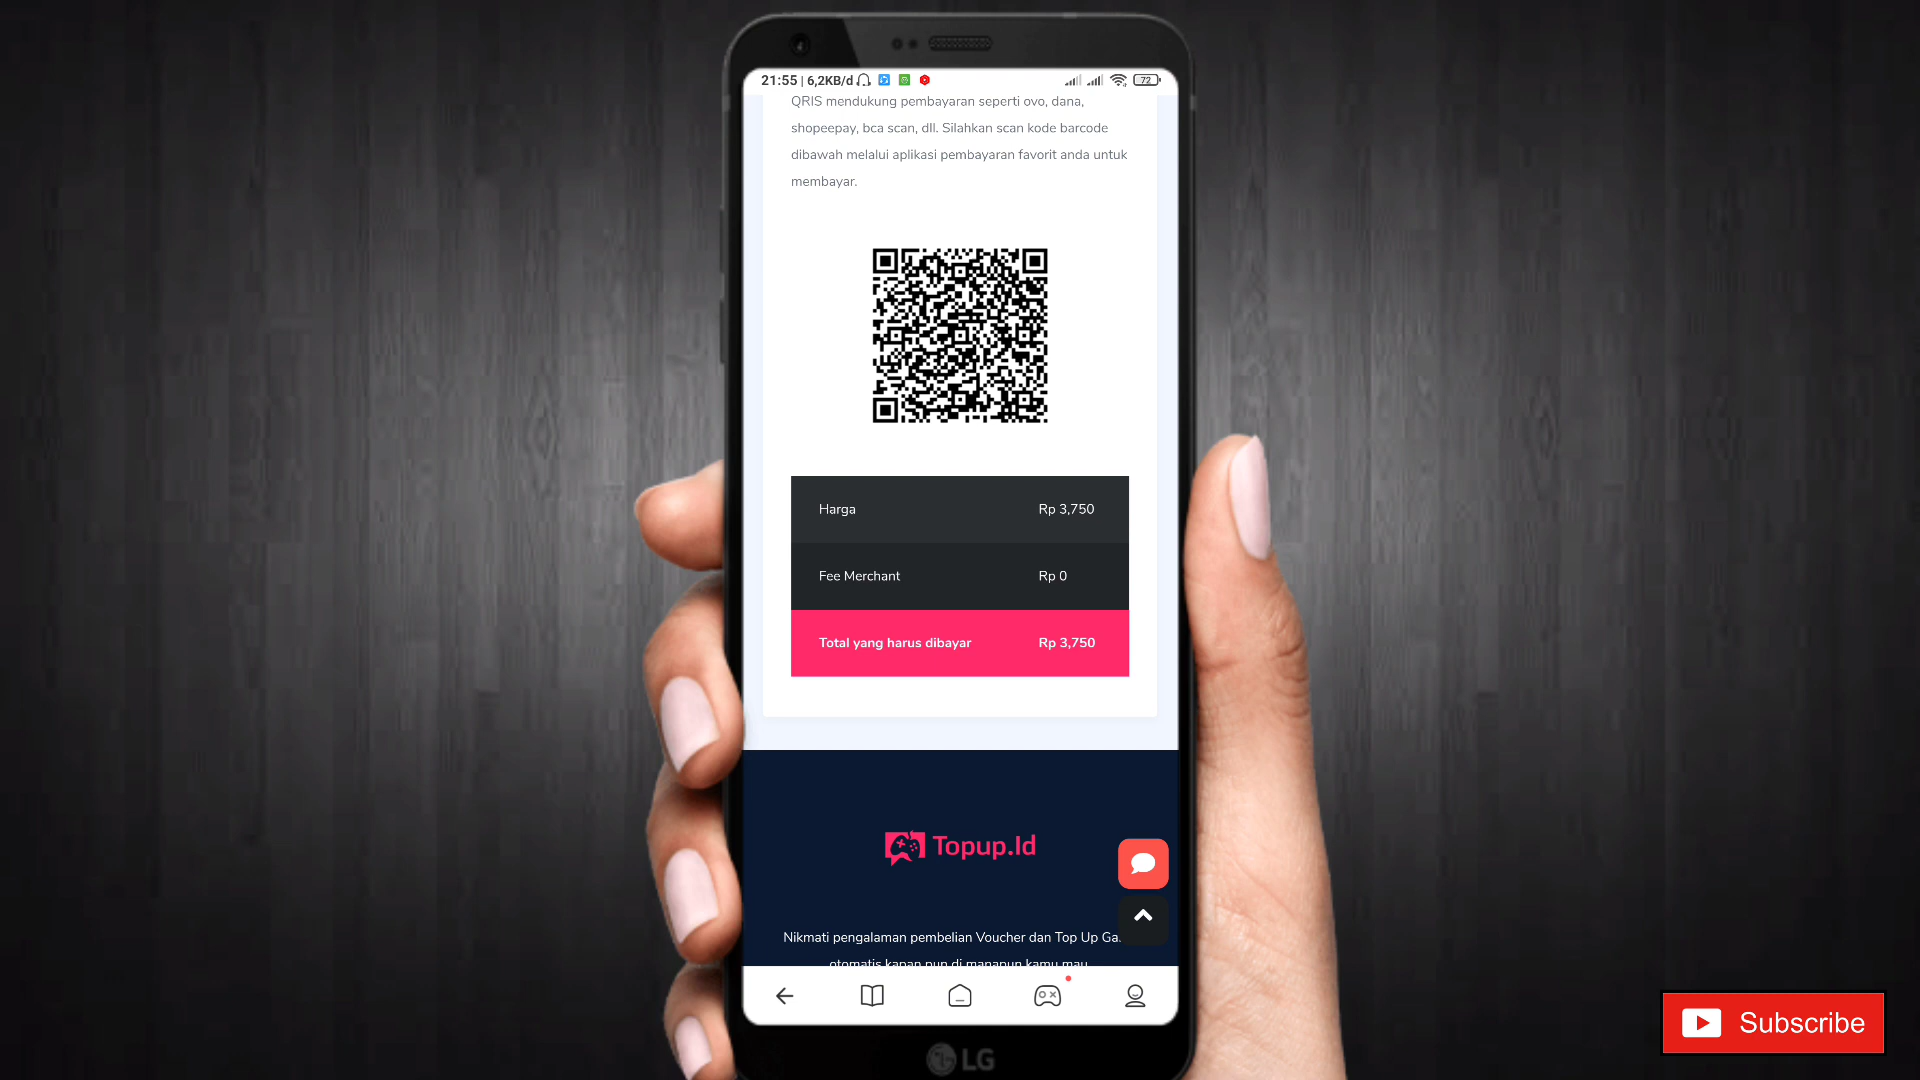 21:55 | 6,2KB/d
72
QRIS mendukung pembayaran seperti ovo, dana,
shopeepay, bca scan, dll. Silahkan scan kode barcode
dibawah melalui aplikasi pembayaran favorit anda untuk
membayar.
Harga Rp 3,750
Fee Merchant Rp 0
Total yang harus dibayar Rp 3,750
Topup.Id
Nikmati pengalaman pembelian Voucher dan Top Up Ga
otomatis kapan pun di manapun kamu mau
LG
Subscribe